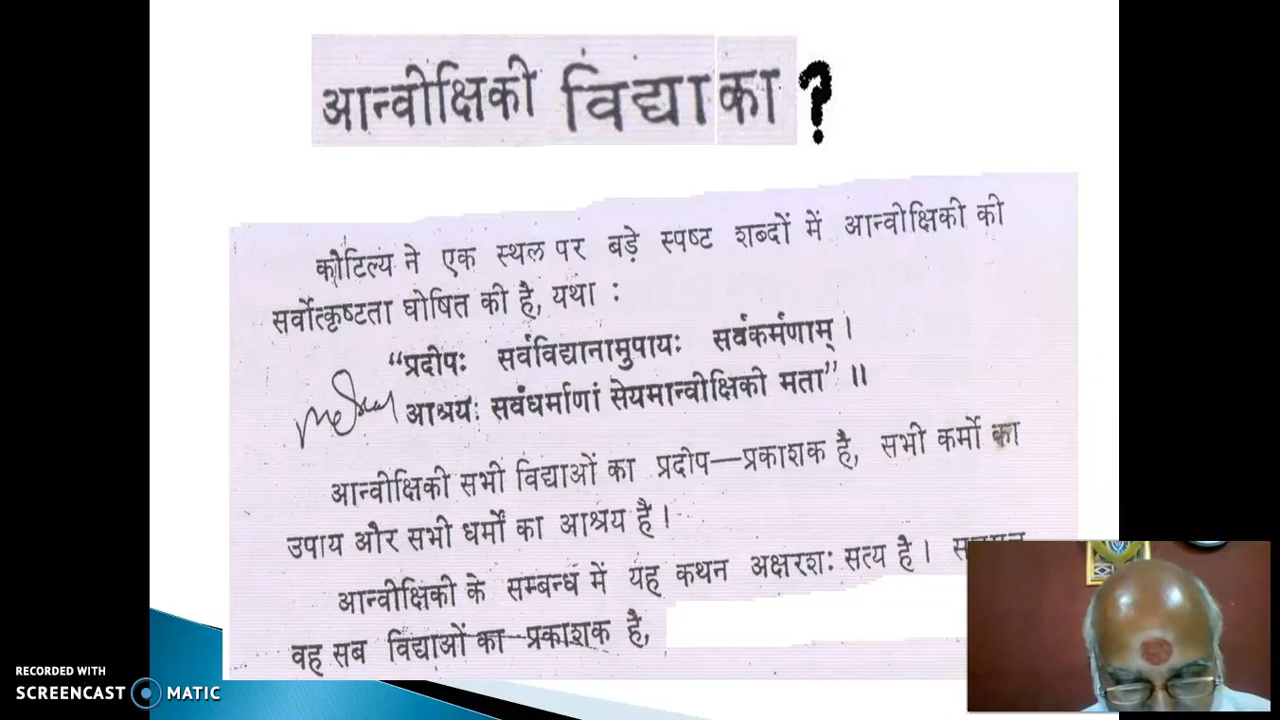 आन्वीक्षिकी विद्या का ?
कौटिल्य ने एक स्थल पर बड़े स्पष्ट शब्दों में आन्वीक्षिकी की
सर्वोत्कृष्टता घोषित की है, यथा :
“प्रदीपः सर्वविद्यानामुपायः सर्वकर्मणाम् ।
आश्रयः सर्वधर्माणां सेयमान्वीक्षिकी मता” ॥
आन्वीक्षिकी सभी विद्याओं का प्रदीप—प्रकाशक है, सभी कर्मों का
उपाय और सभी धर्मों का आश्रय है ।
आन्वीक्षिकी के सम्बन्ध में यह कथन अक्षरशः सत्य है ।
वह सब विद्याओं का प्रकाशक है,
RECORDED WITH
SCREENCAST MATIC